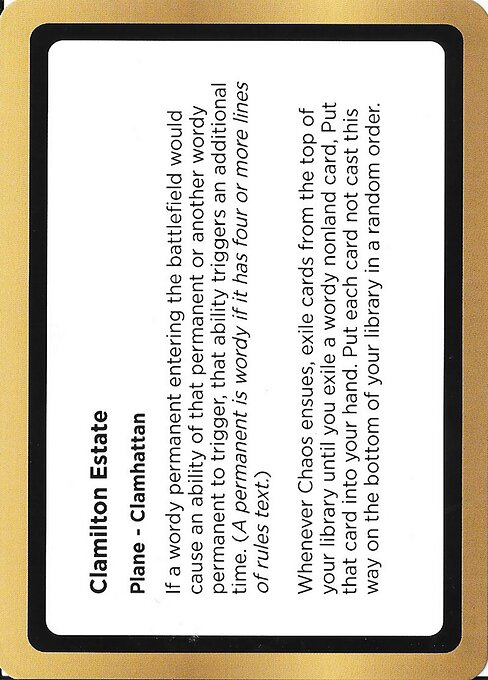 Clamilton Estate
Plane - Clamhattan
If a wordy permanent entering the battlefield would
cause an ability of that permanent or another wordy
permanent to trigger, that ability triggers an additional
time. (A permanent is wordy if it has four or more lines
of rules text.)
Whenever Chaos ensues, exile cards from the top of
your library until you exile a wordy nonland card, Put
that card into your hand. Put each card not cast this
way on the bottom of your library in a random order.